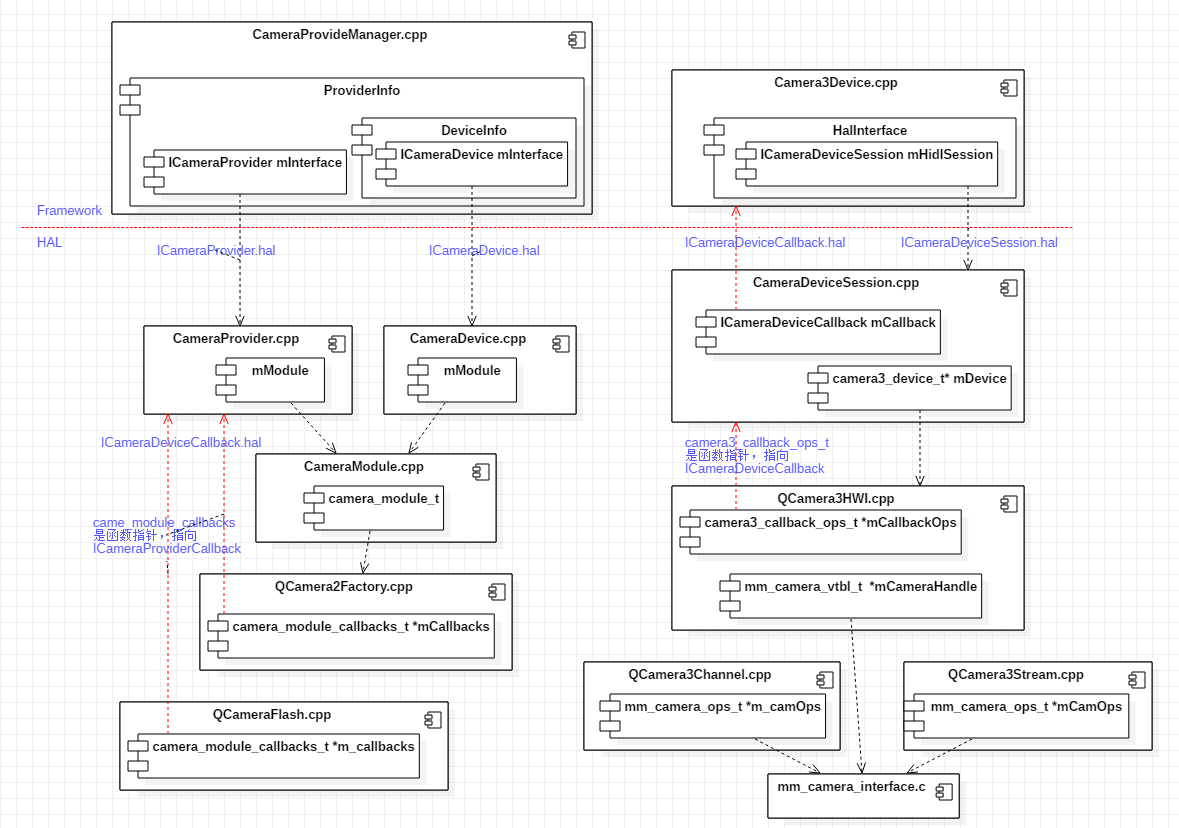 CameraProvideManager.cpp
ProviderInfo
DeviceInfo
ICameraProvider mInterface
ICameraDevice mInterface
Camera3Device.cpp
HalInterface
ICameraDeviceSession mHidlSession
Framework
HAL
ICameraProvider.hal
ICameraDevice.hal
ICameraDeviceCallback.hal
ICameraDeviceSession.hal
CameraDeviceSession.cpp
ICameraDeviceCallback mCallback
camera3_device_t* mDevice
CameraProvider.cpp
mModule
CameraDevice.cpp
mModule
ICameraDeviceCallback.hal
camera3_callback_ops_t
是函数指针，指向
ICameraDeviceCallback
CameraModule.cpp
camera_module_t
came_module_callbacks
是函数指针，指向
ICameraProviderCallback
QCamera3HWI.cpp
camera3_callback_ops_t *mCallbackOps
mm_camera_vtbl_t *mCameraHandle
QCamera2Factory.cpp
camera_module_callbacks_t *mCallbacks
QCameraFlash.cpp
camera_module_callbacks_t *m_callbacks
QCamera3Channel.cpp
mm_camera_ops_t *m_camOps
QCamera3Stream.cpp
mm_camera_ops_t *mCamOps
mm_camera_interface.c